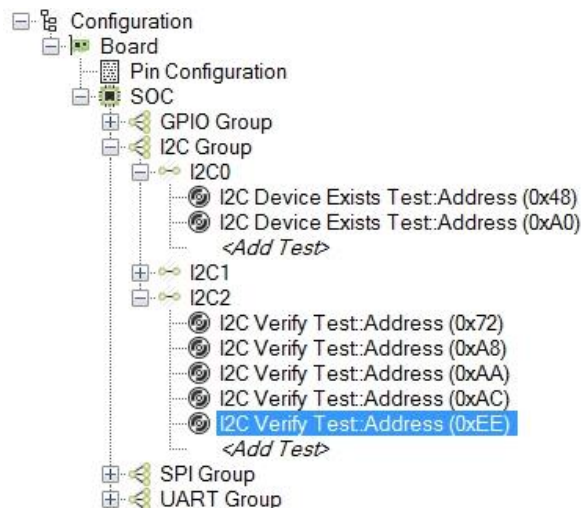 Configuration
Board
Pin Configuration
SOC
GPIO Group
I2C Group
I2C0
I2C Device Exists Test::Address (0x48)
I2C Device Exists Test::Address (0xA0)
<Add Test>
I2C1
I2C2
I2C Verify Test::Address (0x72)
I2C Verify Test::Address (0xA8)
I2C Verify Test::Address (0xAA)
I2C Verify Test::Address (0xAC)
I2C Verify Test::Address (0xEE)
<Add Test>
SPI Group
UART Group